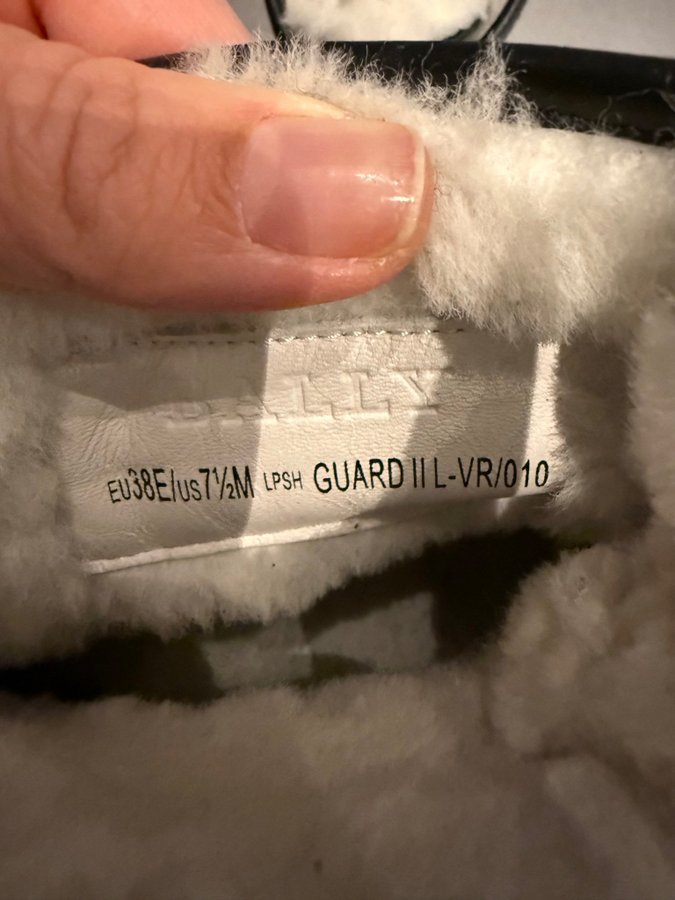 BALLY
EU38E/US7½M LPSH GUARD II L-VR/010